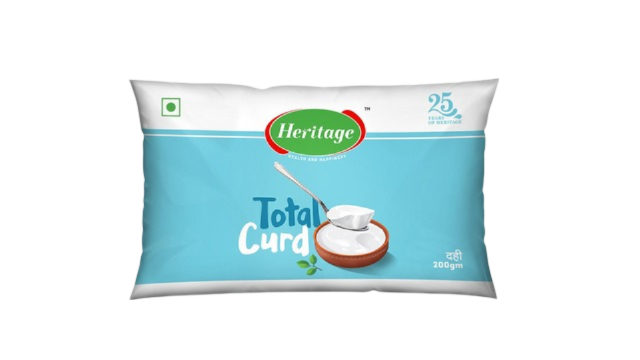 Heritage
TM
HEALTH AND HAPPINESS
25
YEARS
OF HERITAGE
Total
Curd
दही
200gm